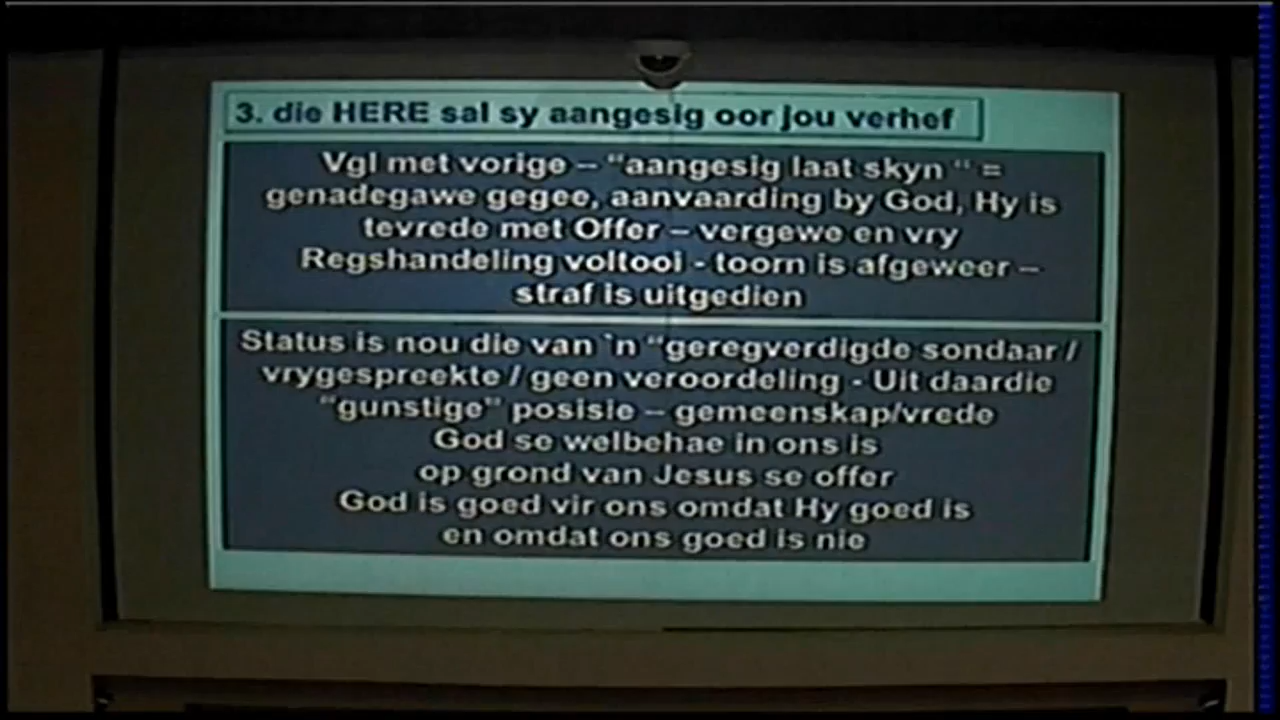 3. die HERE sal sy aangesig oor jou verhef
Vgl met vorige – “aangesig laat skyn “ =
genadegawe gegee, aanvaarding by God, Hy is
tevrede met Offer – vergewe en vry
Regshandeling voltooi - toorn is afgeweer –
straf is uitgedien
Status is nou die van `n “geregverdigde sondaar /
vrygespreekte / geen veroordeling - Uit daardie
“gunstige” posisie – gemeenskap/vrede
God se welbehae in ons is
op grond van Jesus se offer
God is goed vir ons omdat Hy goed is
en omdat ons goed is nie